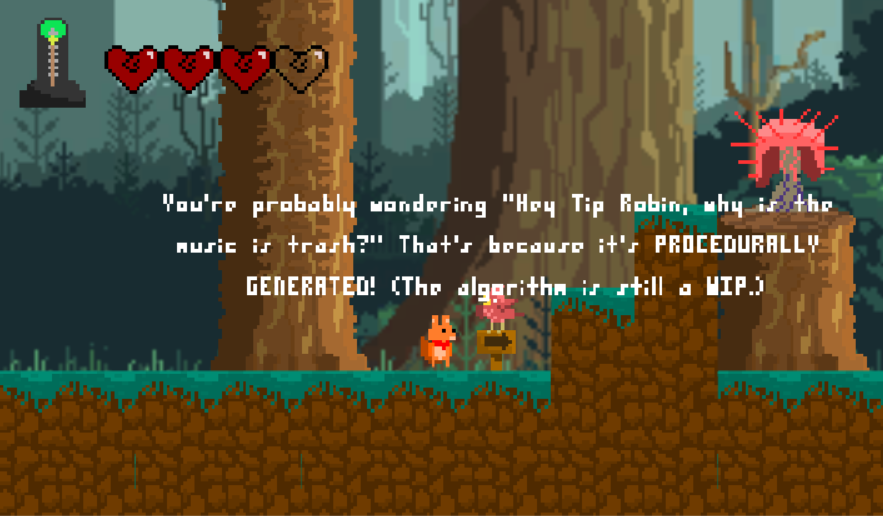 You're probably wondering "Hey Tip Robin, why is the
music is trash?" That's because it's PROCEDURALLY
GENERATED! (The algorithm is still a WIP.)